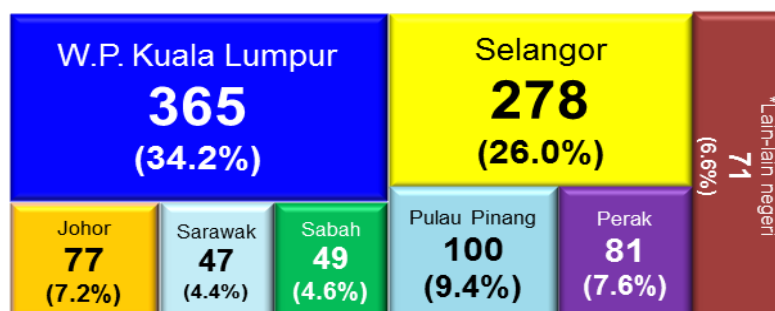 W.P. Kuala Lumpur
365
(34.2%)
Selangor
278
(26.0%)
*Lain-lain negeri
71
(6.6%)
Johor
77
(7.2%)
Sarawak
47
(4.4%)
Sabah
49
(4.6%)
Pulau Pinang
100
(9.4%)
Perak
81
(7.6%)